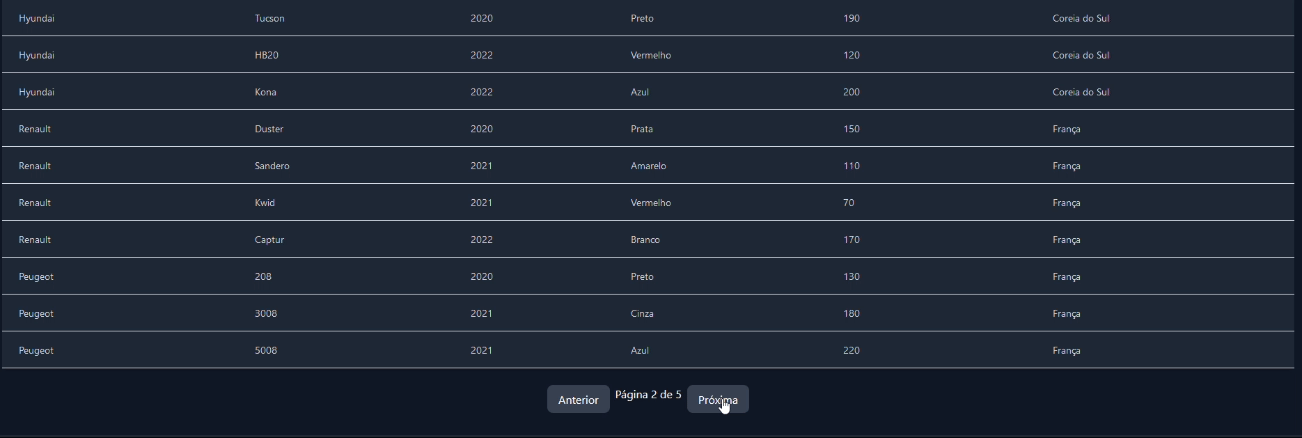 Hyundai Tucson 2020 Preto 190 Coreia do Sul
Hyundai HB20 2022 Vermelho 120 Coreia do Sul
Hyundai Kona 2022 Azul 200 Coreia do Sul
Renault Duster 2020 Prata 150 França
Renault Sandero 2021 Amarelo 110 França
Renault Kwid 2021 Vermelho 70 França
Renault Captur 2022 Branco 170 França
Peugeot 208 2020 Preto 130 França
Peugeot 3008 2021 Cinza 180 França
Peugeot 5008 2021 Azul 220 França
Anterior Página 2 de 5 Próxima